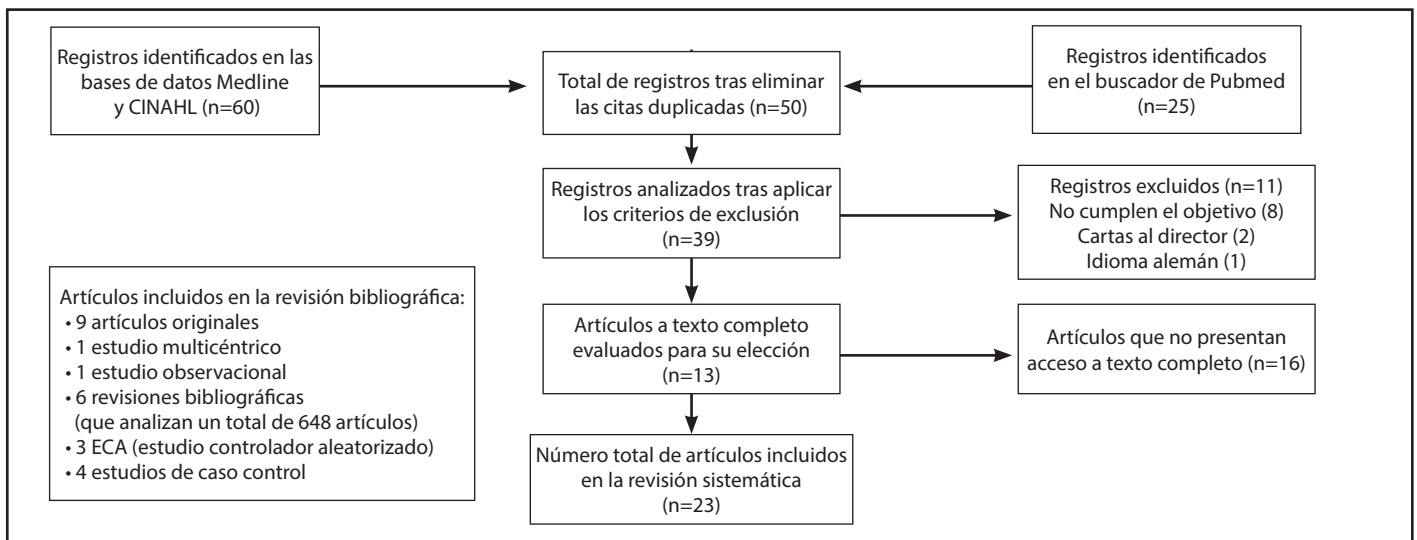 Registros identificados en las
bases de datos Medline
y CINAHL (n=60)
Total de registros tras eliminar
las citas duplicadas (n=50)
Registros identificados
en el buscador de Pubmed
(n=25)
Registros analizados tras aplicar
los criterios de exclusión
(n=39)
Registros excluidos (n=11)
No cumplen el objetivo (8)
Cartas al director (2)
Idioma alemán (1)
Artículos incluidos en la revisión bibliográfica:
• 9 artículos originales
• 1 estudio multicéntrico
• 1 estudio observacional
• 6 revisiones bibliográficas
(que analizan un total de 648 artículos)
• 3 ECA (estudio controlador aleatorizado)
• 4 estudios de caso control
Artículos a texto completo
evaluados para su elección
(n=13)
Artículos que no presentan
acceso a texto completo (n=16)
Número total de artículos incluidos
en la revisión sistemática
(n=23)